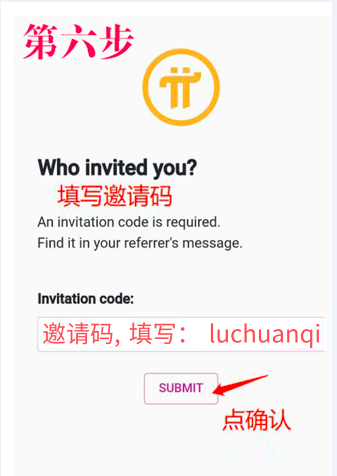 第六步
Who invited you?
填写邀请码
An invitation code is required.
Find it in your referrer's message.
Invitation code:
邀请码, 填写： luchuanqi
SUBMIT
点确认